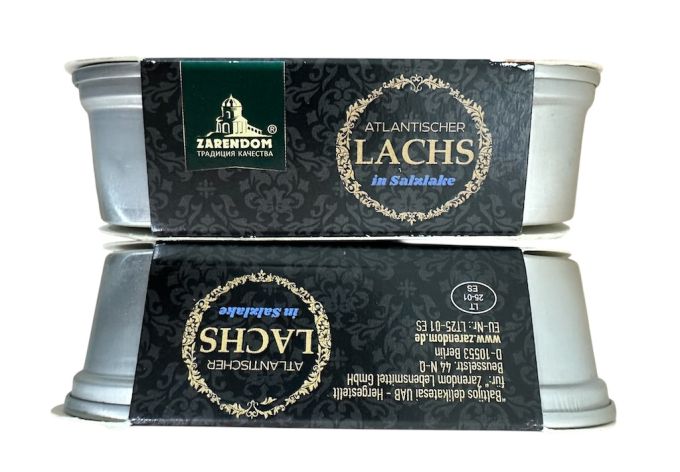 ZARENDOM ®
ТРАДИЦИЯ КАЧЕСТВА
ATLANTISCHER
LACHS
in Salzlake
"Baltijos delikatesai UAB - Hergestellt
für:" Zarendom Lebensmittel GmbH
Beusselstr. 44 N-Q
D-10553 Berlin
www.zarendom.de
EU-Nr.: LT25-01 ES
LT
25-01
ES
ATLANTISCHER
LACHS
in Salzlake